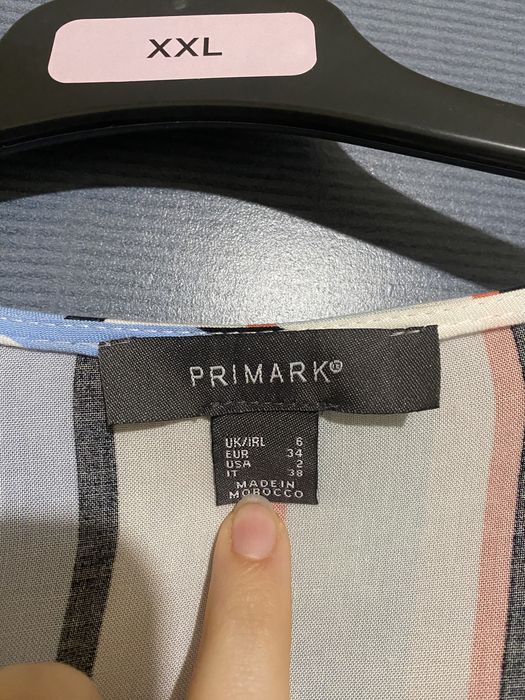 XXL
PRIMARK®
UK/IRL 6
EUR 34
USA 2
IT 38
MADE IN
MOROCCO